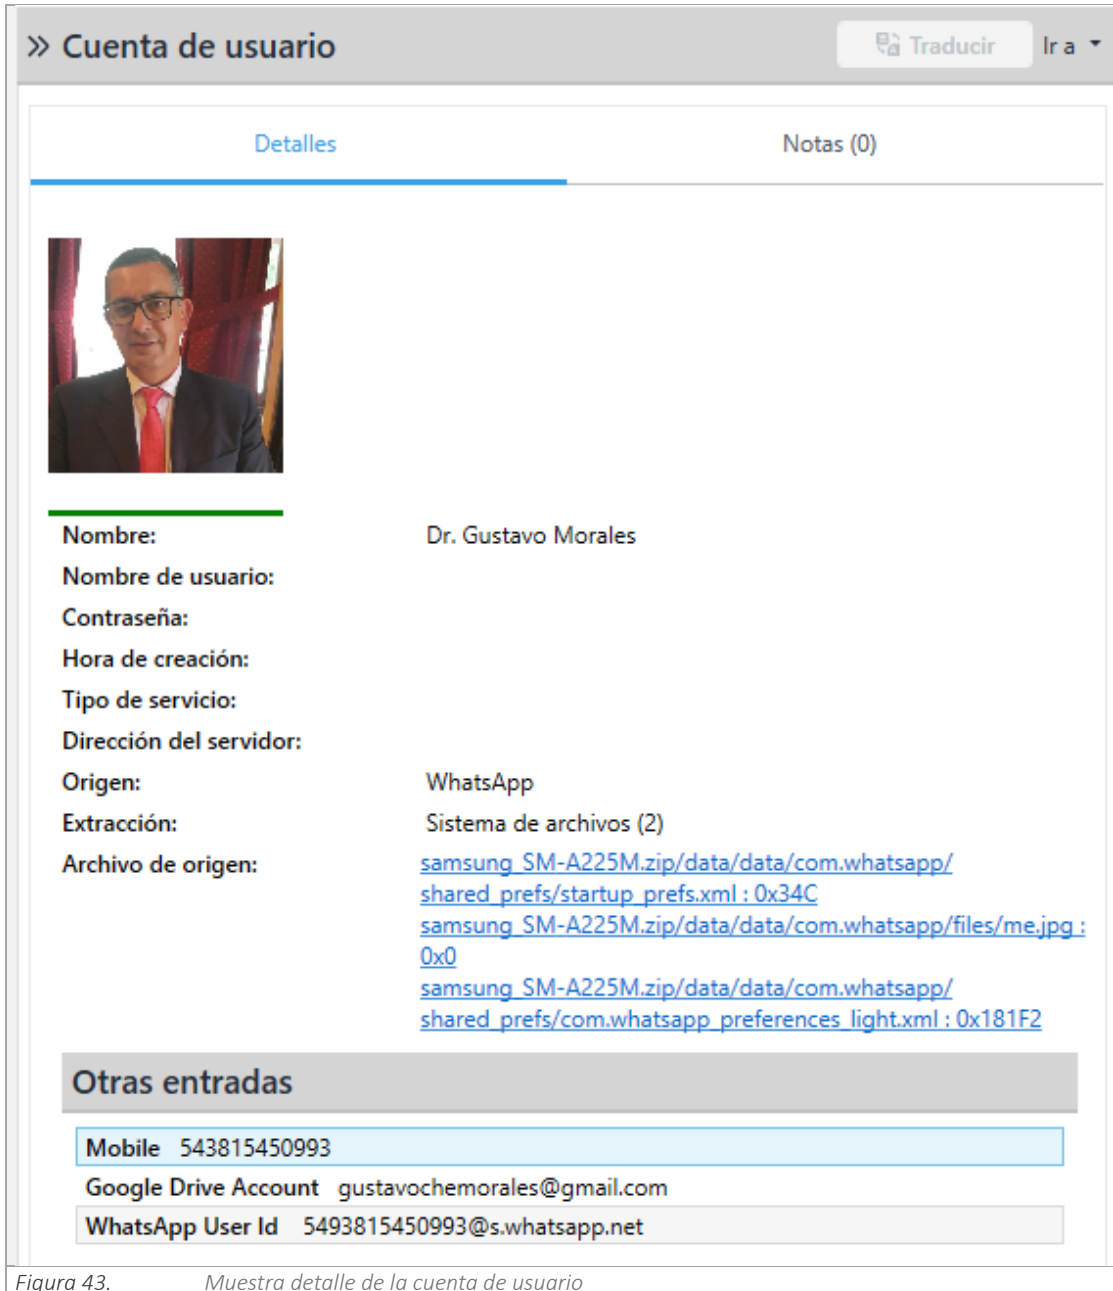 » Cuenta de usuario
Traducir
Ir a
Detalles
Notas (0)
Nombre: Dr. Gustavo Morales
Nombre de usuario:
Contraseña:
Hora de creación:
Tipo de servicio:
Dirección del servidor:
Origen: WhatsApp
Extracción: Sistema de archivos (2)
Archivo de origen: samsung_SM-A225M.zip/data/data/com.whatsapp/
shared_prefs/startup_prefs.xml : 0x34C
samsung_SM-A225M.zip/data/data/com.whatsapp/files/me.jpg :
0x0
samsung_SM-A225M.zip/data/data/com.whatsapp/
shared_prefs/com.whatsapp_preferences_light.xml : 0x181F2
Otras entradas
Mobile 543815450993
Google Drive Account gustavochemorales@gmail.com
WhatsApp User Id 5493815450993@s.whatsapp.net
Figura 43. Muestra detalle de la cuenta de usuario